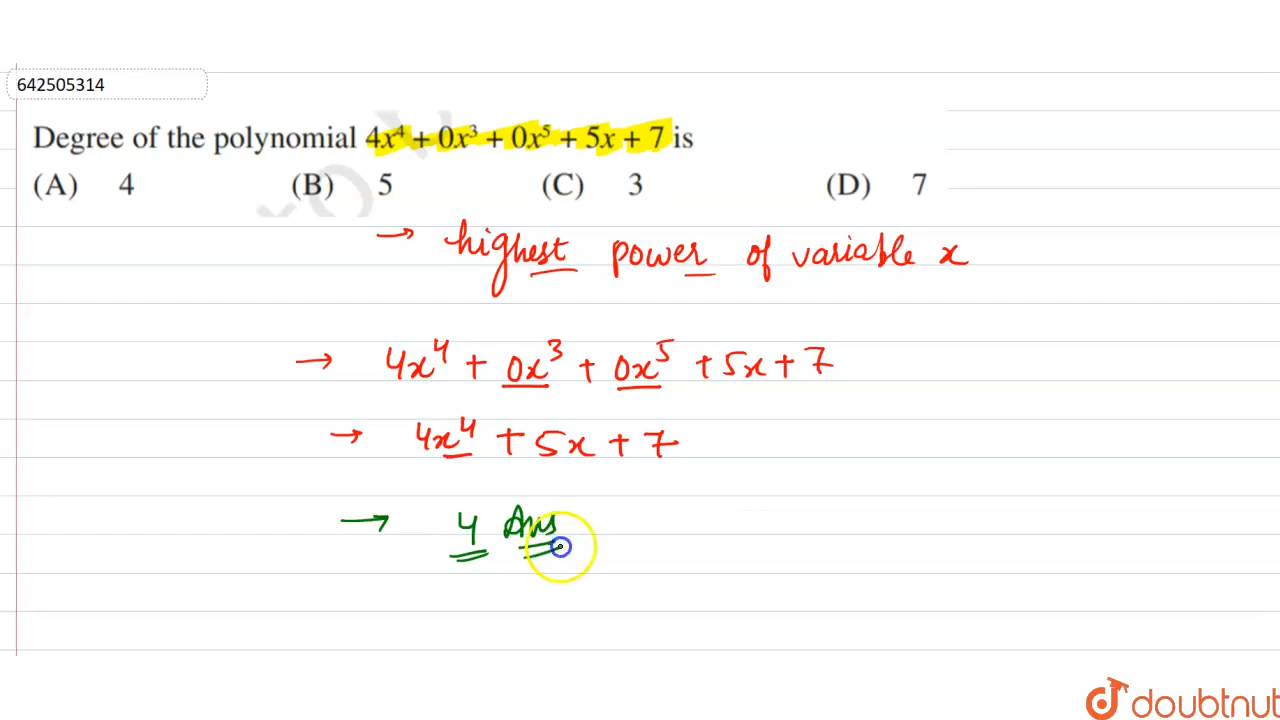 642505314
Degree of the polynomial 4x⁴ + 0x³ + 0x⁵ + 5x + 7 is
(A) 4 (B) 5 (C) 3 (D) 7
→ highest power of variable x
→ 4x⁴ + 0x³ + 0x⁵ + 5x + 7
→ 4x⁴ + 5x + 7
→ 4 Ans
doubtnut